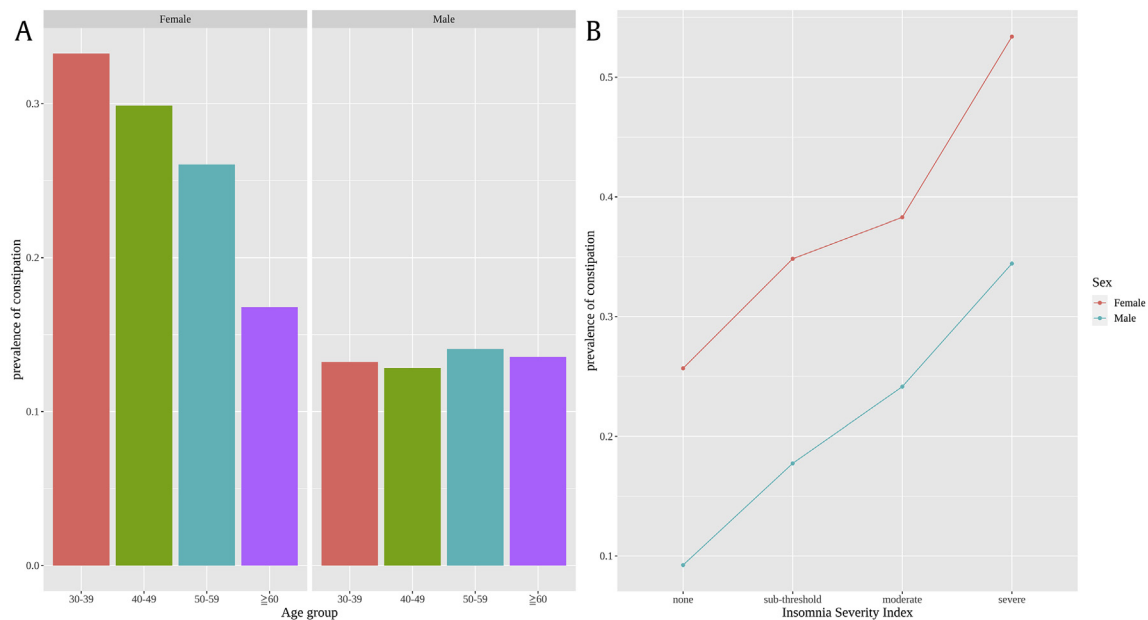 A
Female
Male
prevalence of constipation
0.3
0.2
0.1
0.0
30-39
40-49
50-59
≧60
30-39
40-49
50-59
≧60
Age group
B
prevalence of constipation
0.5
0.4
0.3
0.2
0.1
none
sub-threshold
moderate
severe
Insomnia Severity Index
Sex
Female
Male